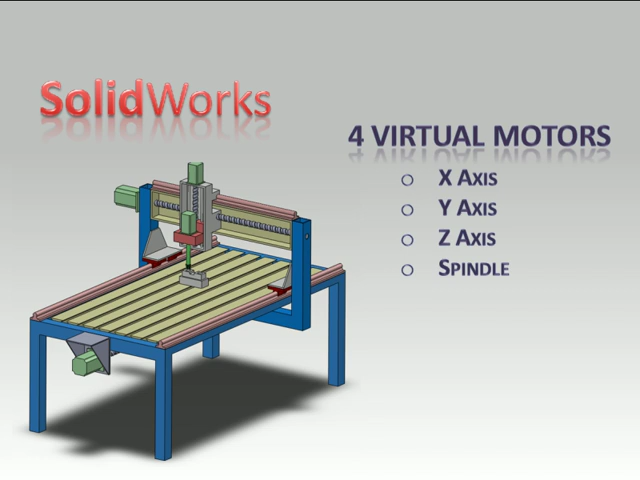 SolidWorks
4 VIRTUAL MOTORS
X AXIS
Y AXIS
Z AXIS
SPINDLE